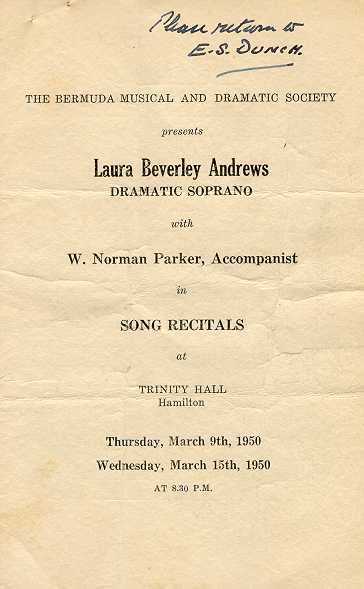 Please return to
E.S. DUNCH.
THE BERMUDA MUSICAL AND DRAMATIC SOCIETY
presents
Laura Beverley Andrews
DRAMATIC SOPRANO
with
W. Norman Parker, Accompanist
in
SONG RECITALS
at
TRINITY HALL
Hamilton
Thursday, March 9th, 1950
Wednesday, March 15th, 1950
AT 8.30 P.M.